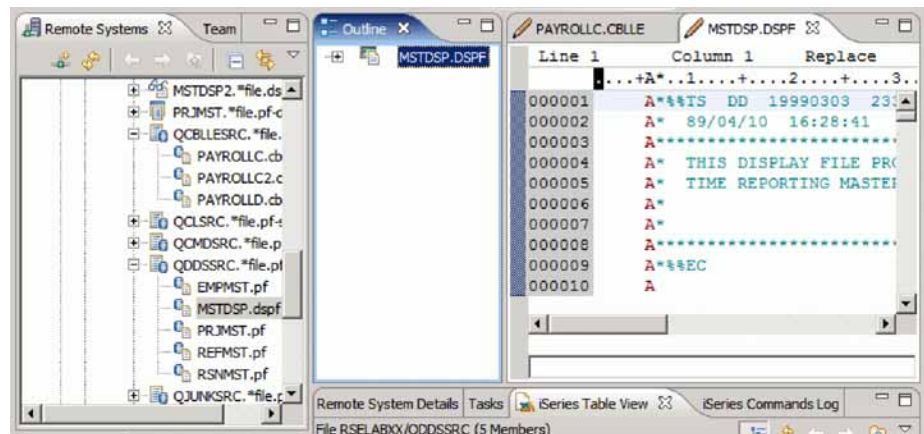 Remote Systems
Team
MSTDSP2.*file.ds
PRJMST.*file.pf-c
QCBLLESRC.*file.
PAYROLLC.cb
PAYROLLC2.c
PAYROLLD.cb
QCLSRC.*file.pf-s
QCMDSRC.*file.p
QDDSSRC.*file.pf
EMPMST.pf
MSTDSP.dspf
PRJMST.pf
REFMST.pf
RSNMST.pf
QJUNKSRC.*file.p
Outline
MSTDSP.DSPF
PAYROLLC.CBLLE
MSTDSP.DSPF
Line 1 Column 1 Replace
....+A*..1....+....2....+....3..
000001 A*%%TS DD 19990303 233
000002 A* 89/04/10 16:28:41
000003 A**************************
000004 A* THIS DISPLAY FILE PRO
000005 A* TIME REPORTING MASTER
000006 A*
000007 A*
000008 A**************************
000009 A*%%EC
000010 A
Remote System Details Tasks iSeries Table View iSeries Commands Log
File RSELABXX/QDDSSRC (5 Members)